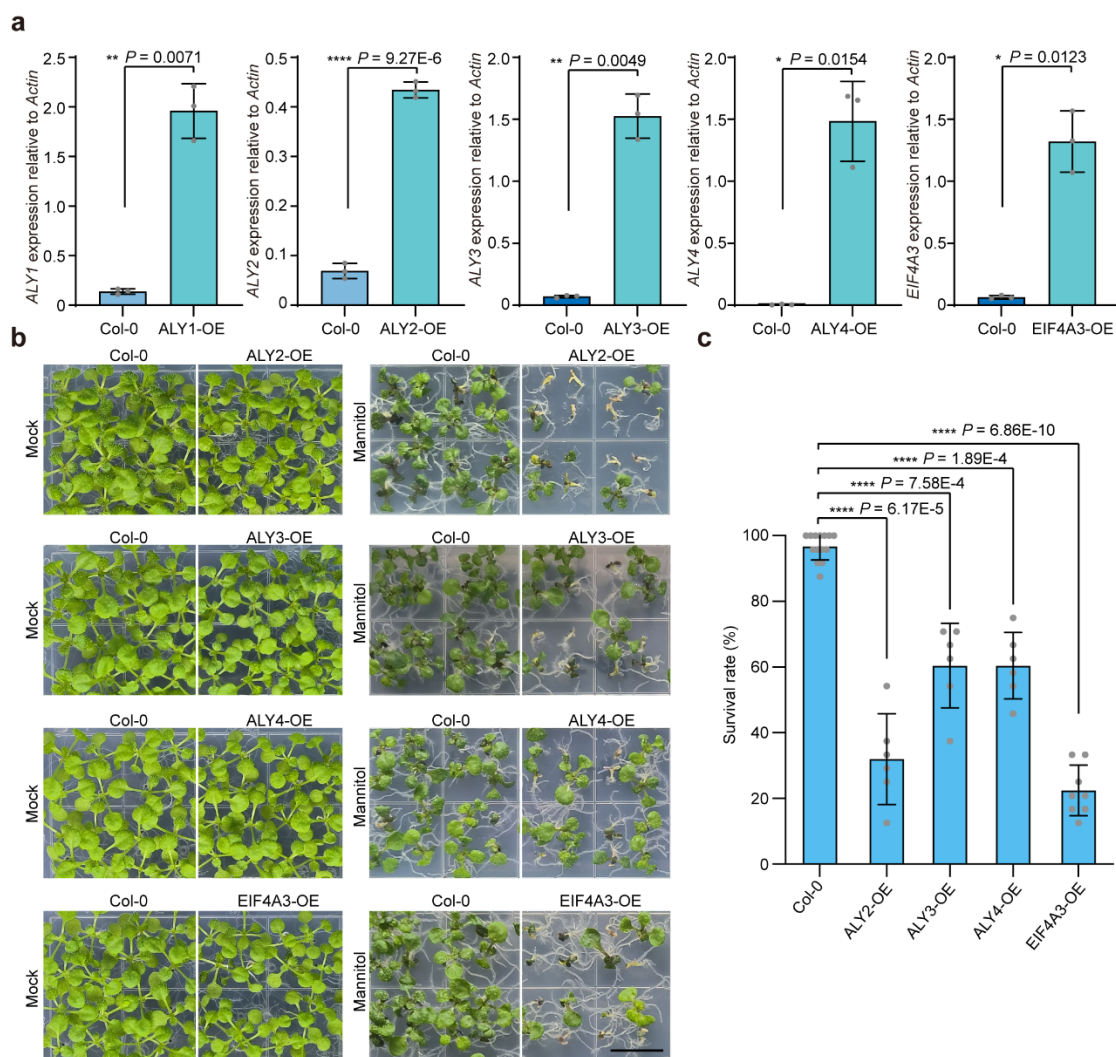 a
** P = 0.0071
ALY1 expression relative to Actin
2.5
2.0
1.5
1.0
0.5
0
Col-0 ALY1-OE
**** P = 9.27E-6
ALY2 expression relative to Actin
0.5
0.4
0.3
0.2
0.1
0
Col-0 ALY2-OE
** P = 0.0049
ALY3 expression relative to Actin
2.0
1.5
1.0
0.5
0
Col-0 ALY3-OE
* P = 0.0154
ALY4 expression relative to Actin
2.0
1.5
1.0
0.5
0
Col-0 ALY4-OE
* P = 0.0123
EIF4A3 expression relative to Actin
2.0
1.5
1.0
0.5
0
Col-0 EIF4A3-OE
b
Col-0 ALY2-OE Col-0 ALY2-OE
Mock Mannitol
Col-0 ALY3-OE Col-0 ALY3-OE
Mock Mannitol
Col-0 ALY4-OE Col-0 ALY4-OE
Mock Mannitol
Col-0 EIF4A3-OE Col-0 EIF4A3-OE
Mock Mannitol
c
**** P = 6.86E-10
**** P = 1.89E-4
**** P = 7.58E-4
**** P = 6.17E-5
Survival rate (%)
100
80
60
40
20
0
Col-0
ALY2-OE
ALY3-OE
ALY4-OE
EIF4A3-OE